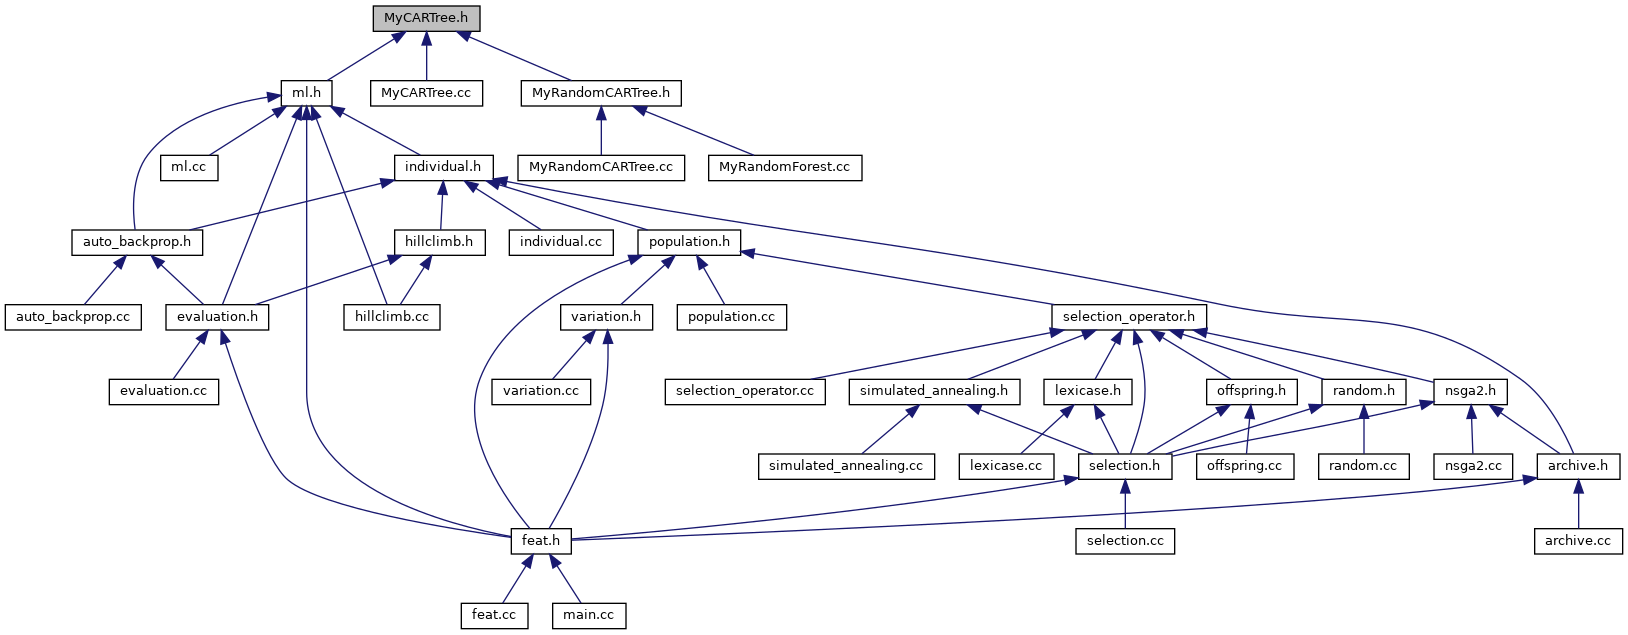 MyCARTree.h
ml.h
MyCARTree.cc
MyRandomCARTree.h
ml.cc
individual.h
MyRandomCARTree.cc
MyRandomForest.cc
auto_backprop.h
hillclimb.h
individual.cc
population.h
auto_backprop.cc
evaluation.h
hillclimb.cc
variation.h
population.cc
selection_operator.h
evaluation.cc
variation.cc
selection_operator.cc
simulated_annealing.h
lexicase.h
offspring.h
random.h
nsga2.h
simulated_annealing.cc
lexicase.cc
selection.h
offspring.cc
random.cc
nsga2.cc
archive.h
feat.h
selection.cc
archive.cc
feat.cc
main.cc